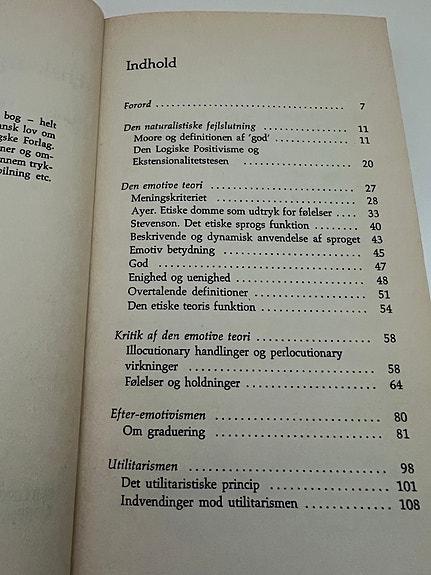 bog – helt
nsk lov om
gske Forlag.
ner og om-
nnem tryk-
pilning etc.
Indhold
Forord ........................ 7
Den naturalistiske fejlslutning ........................ 11
Moore og definitionen af 'god' ........................ 11
Den Logiske Positivisme og
Ekstensionalitetstesen ........................ 20
Den emotive teori ........................ 27
Meningskriteriet ........................ 28
Ayer. Etiske domme som udtryk for følelser ... 33
Stevenson. Det etiske sprogs funktion ........... 40
Beskrivende og dynamisk anvendelse af sproget 43
Emotiv betydning ........................ 45
God ........................ 47
Enighed og uenighed ........................ 48
Overtalende definitioner ........................ 51
Den etiske teoris funktion ........................ 54
Kritik af den emotive teori ........................ 58
Illocutionary handlinger og perlocutionary
virkninger ........................ 58
Følelser og holdninger ........................ 64
Efter-emotivismen ........................ 80
Om graduering ........................ 81
Utilitarismen ........................ 98
Det utilitaristiske princip ........................ 101
Indvendinger mod utilitarismen ............ 108